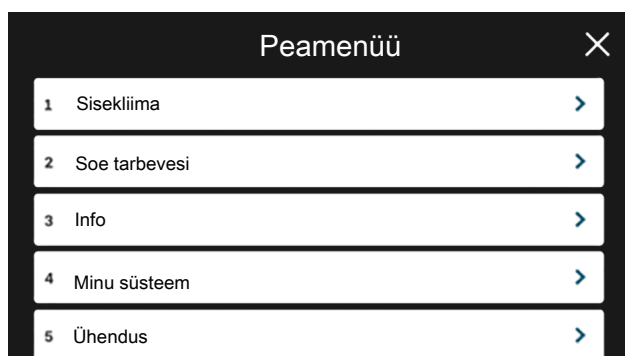 Peamenüü
1 Sisekliima
2 Soe tarbevesi
3 Info
4 Minu süsteem
5 Ühendus